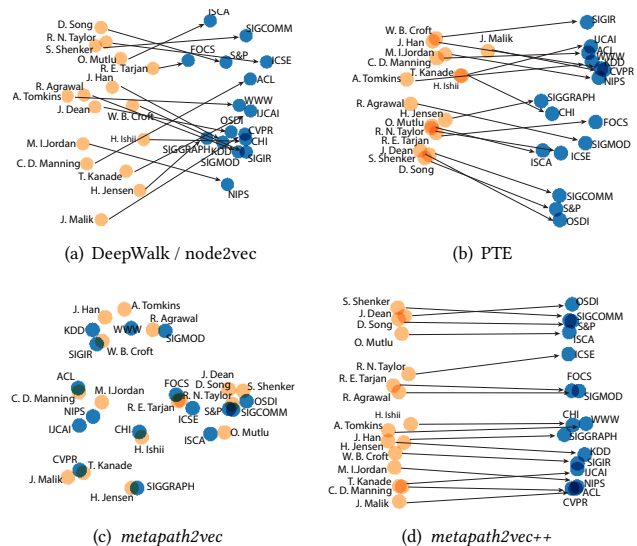 D. Song
R. N. Taylor
S. Shenker
O. Mutlu
R. E. Tarjan
J. Han
R. Agrawal
A. Tomkins
J. Dean
W. B. Croft
H. Ishii
M. I.Jordan
C. D. Manning
T. Kanade
H. Jensen
J. Malik
ISCA
SIGCOMM
FOCS
S&P
ICSE
ACL
WWW
IJCAI
OSDI
CVPR
CHI
SIGGRAPH
KDD
SIGMOD
SIGIR
NIPS
(a) DeepWalk / node2vec
W. B. Croft
J. Han
J. Malik
M. I.Jordan
C. D. Manning
T. Kanade
A. Tomkins
H. Ishii
R. Agrawal
H. Jensen
O. Mutlu
R. N. Taylor
R. E. Tarjan
J. Dean
S. Shenker
D. Song
SIGIR
IJCAI
ACL
WWW
KDD
CVPR
NIPS
SIGGRAPH
CHI
FOCS
SIGMOD
ISCA
ICSE
SIGCOMM
S&P
OSDI
(b) PTE
J. Han
A. Tomkins
KDD
WWW
R. Agrawal
SIGMOD
SIGIR
W. B. Croft
ACL
C. D. Manning
M. I.Jordan
NIPS
IJCAI
CHI
H. Ishii
FOCS
R. E. Tarjan
R. N. Taylor
ICSE
J. Dean
D. Song
S. Shenker
OSDI
S&P
SIGCOMM
ISCA
O. Mutlu
CVPR
T. Kanade
J. Malik
H. Jensen
SIGGRAPH
(c) metapath2vec
S. Shenker
J. Dean
D. Song
O. Mutlu
R. N. Taylor
R. E. Tarjan
R. Agrawal
H. Ishii
A. Tomkins
J. Han
H. Jensen
W. B. Croft
M. I.Jordan
T. Kanade
C. D. Manning
J. Malik
OSDI
SIGCOMM
S&P
ISCA
ICSE
FOCS
SIGMOD
CHI
WWW
SIGGRAPH
KDD
SIGIR
IJCAI
NIPS
ACL
CVPR
(d) metapath2vec++